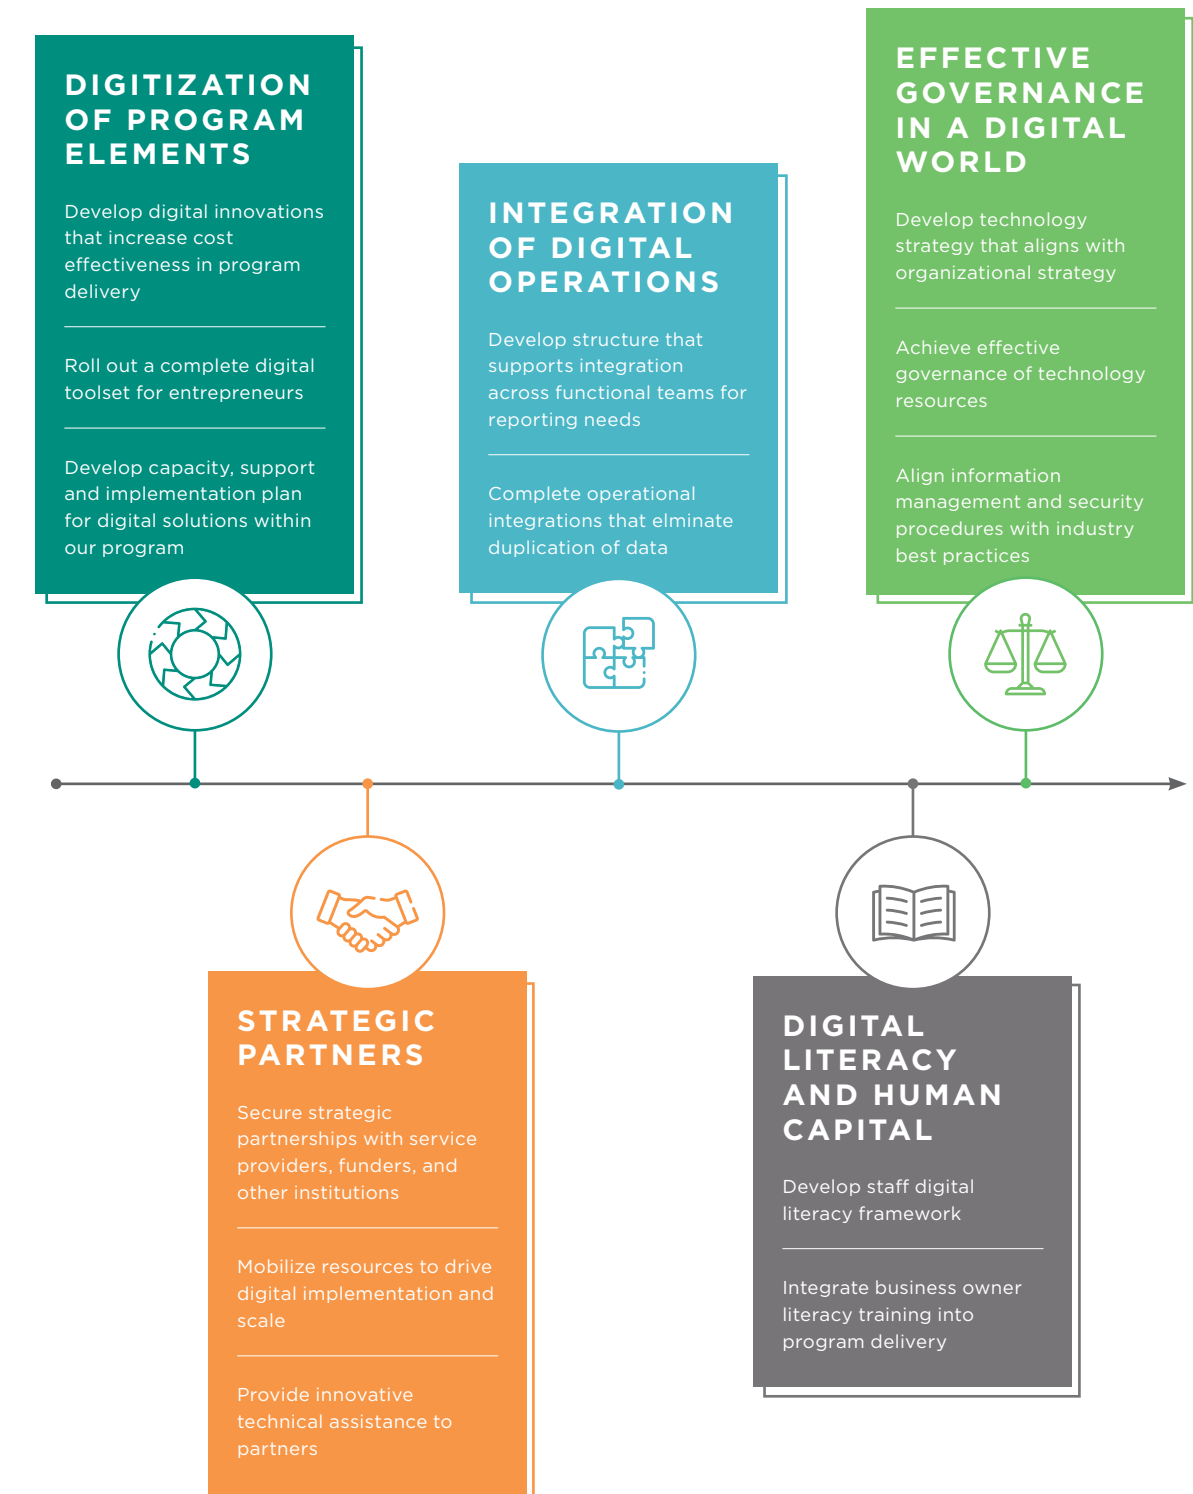 DIGITIZATION
OF PROGRAM
ELEMENTS
Develop digital innovations
that increase cost
effectiveness in program
delivery
Roll out a complete digital
toolset for entrepreneurs
Develop capacity, support
and implementation plan
for digital solutions within
our program
STRATEGIC
PARTNERS
Secure strategic
partnerships with service
providers, funders, and
other institutions
Mobilize resources to drive
digital implementation and
scale
Provide innovative
technical assistance to
partners
INTEGRATION
OF DIGITAL
OPERATIONS
Develop structure that
supports integration
across functional teams for
reporting needs
Complete operational
integrations that elminate
duplication of data
DIGITAL
LITERACY
AND HUMAN
CAPITAL
Develop staff digital
literacy framework
Integrate business owner
literacy training into
program delivery
EFFECTIVE
GOVERNANCE
IN A DIGITAL
WORLD
Develop technology
strategy that aligns with
organizational strategy
Achieve effective
governance of technology
resources
Align information
management and security
procedures with industry
best practices